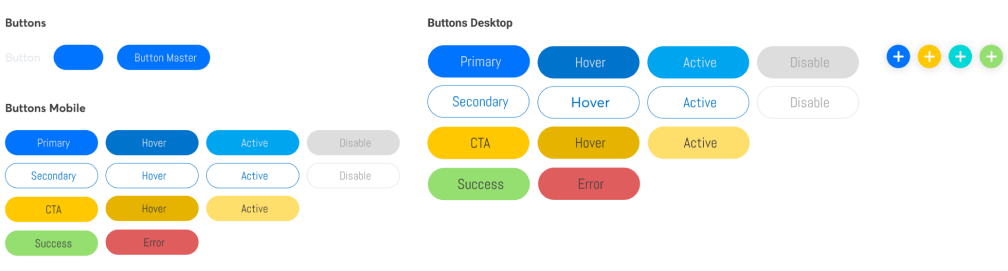 Buttons
Button
Button Master
Buttons Mobile
Primary Hover Active Disable
Secondary Hover Active Disable
CTA Hover Active
Success Error
Buttons Desktop
Primary Hover Active Disable
Secondary Hover Active Disable
CTA Hover Active
Success Error